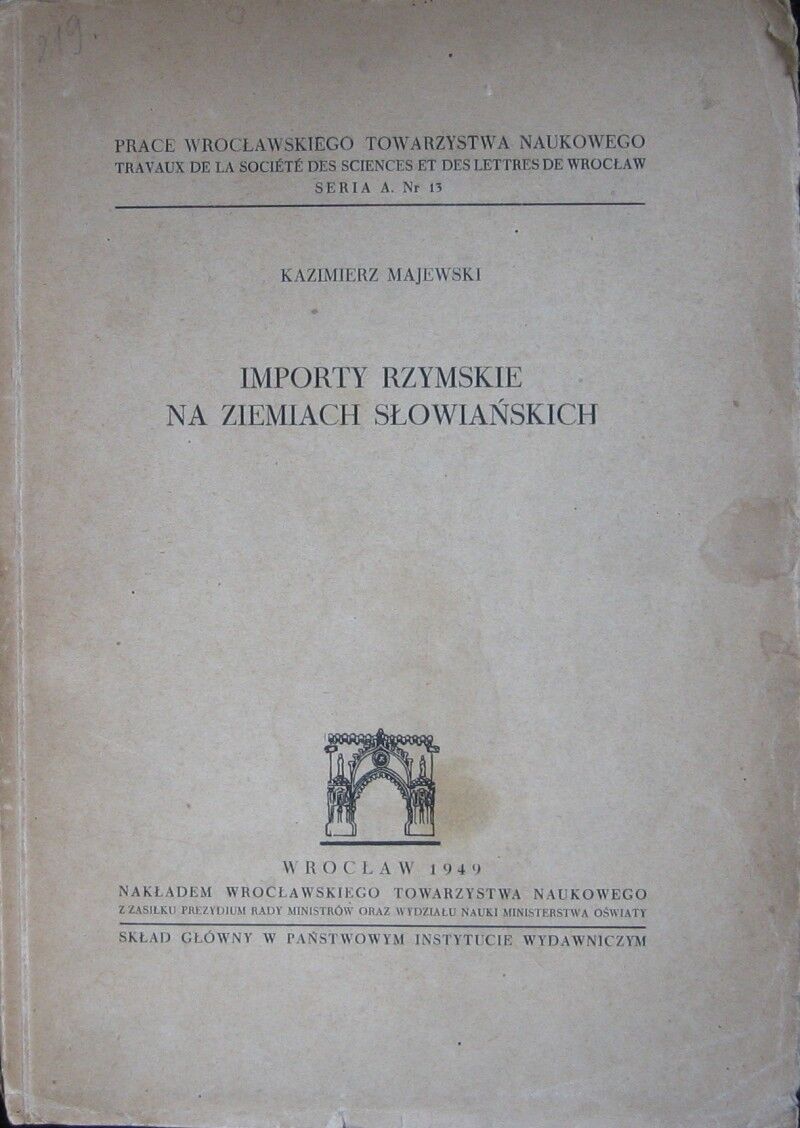 219.
PRACE WROCŁAWSKIEGO TOWARZYSTWA NAUKOWEGO
TRAVAUX DE LA SOCIÉTÉ DES SCIENCES ET DES LETTRES DE WROCŁAW
SERIA A. Nr 13
KAZIMIERZ MAJEWSKI
IMPORTY RZYMSKIE
NA ZIEMIACH SŁOWIAŃSKICH
WROCŁAW 1949
NAKŁADEM WROCŁAWSKIEGO TOWARZYSTWA NAUKOWEGO
Z ZASIŁKU PREZYDIUM RADY MINISTRÓW ORAZ WYDZIAŁU NAUKI MINISTERSTWA OŚWIATY
SKŁAD GŁÓWNY W PAŃSTWOWYM INSTYTUCIE WYDAWNICZYM